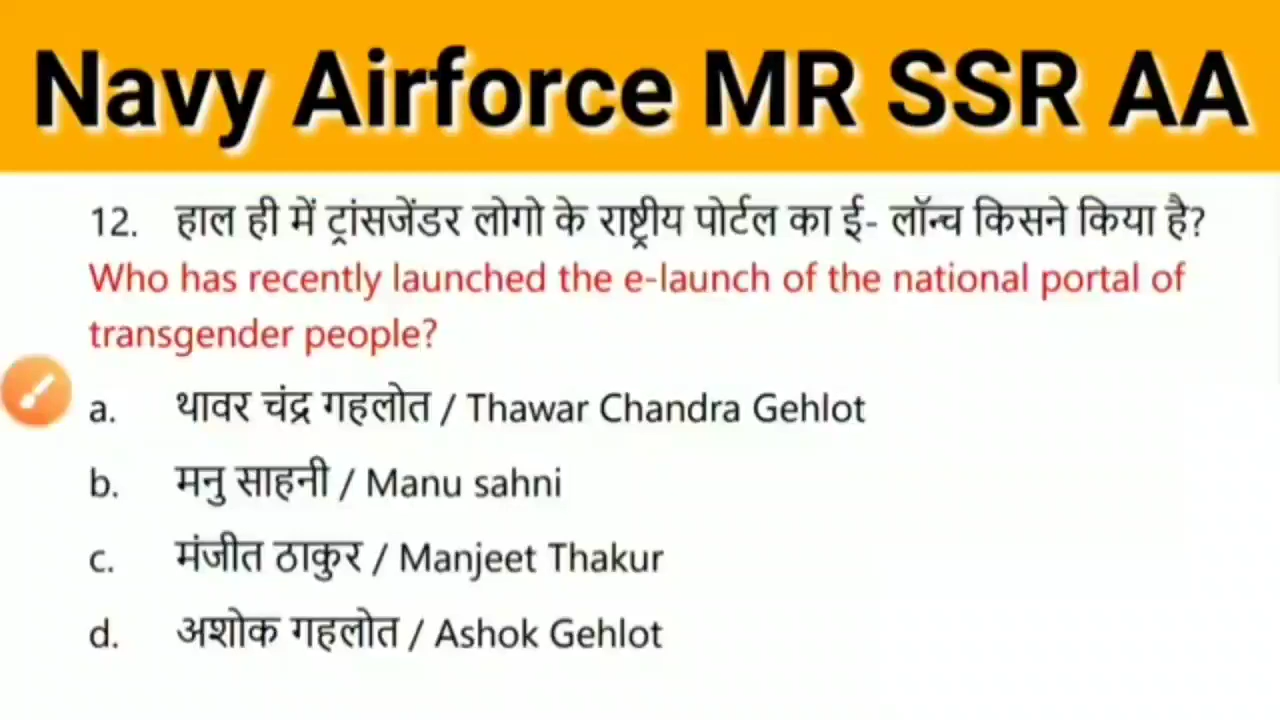 Navy Airforce MR SSR AA
12. हाल ही में ट्रांसजेंडर लोगो के राष्ट्रीय पोर्टल का ई- लॉन्च किसने किया है?
Who has recently launched the e-launch of the national portal of
transgender people?
a. थावर चंद्र गहलोत / Thawar Chandra Gehlot
b. मनु साहनी / Manu sahni
c. मंजीत ठाकुर / Manjeet Thakur
d. अशोक गहलोत / Ashok Gehlot